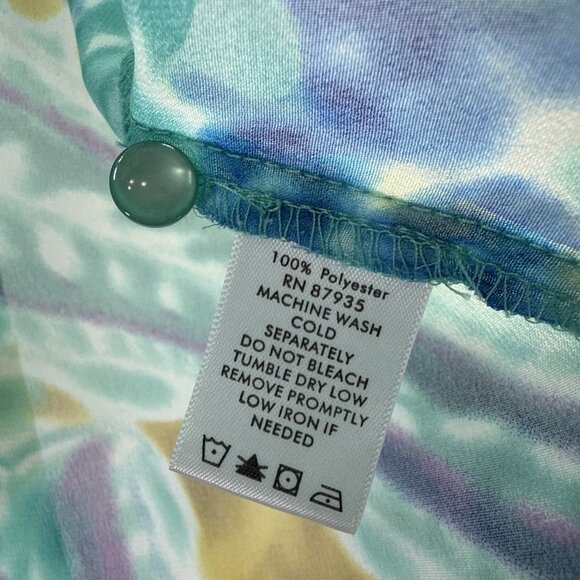 100% Polyester
RN 87935
MACHINE WASH
COLD
SEPARATELY
DO NOT BLEACH
TUMBLE DRY LOW
REMOVE PROMPTLY
LOW IRON IF
NEEDED